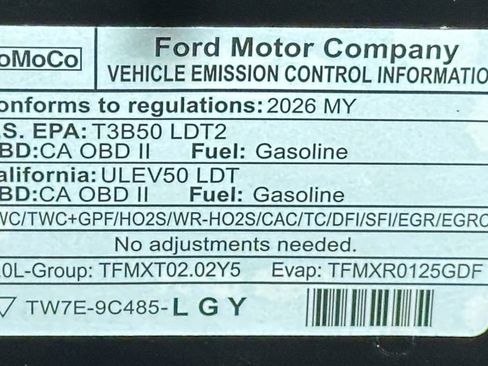 oMoCo
Ford Motor Company
VEHICLE EMISSION CONTROL INFORMATIO
onforms to regulations: 2026 MY
.S. EPA: T3B50 LDT2
BD: CA OBD II Fuel: Gasoline
alifornia: ULEV50 LDT
BD: CA OBD II Fuel: Gasoline
WC/TWC+GPF/HO2S/WR-HO2S/CAC/TC/DFI/SFI/EGR/EGRC
No adjustments needed.
.0L-Group: TFMXT02.02Y5 Evap: TFMXR0125GDF
TW7E-9C485-LGY